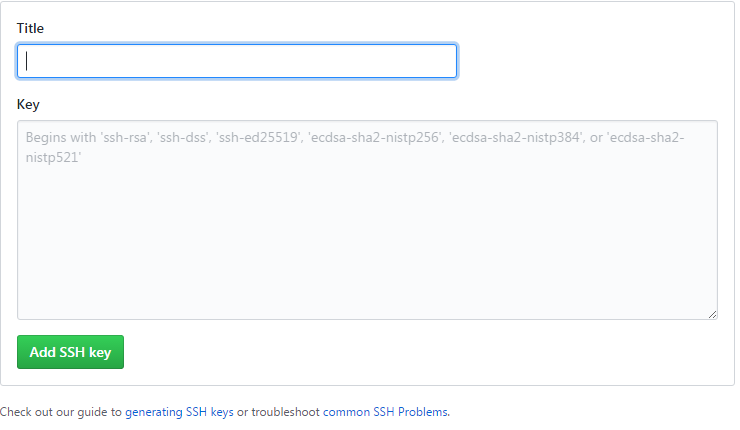 Title
Key
Begins with 'ssh-rsa', 'ssh-dss', 'ssh-ed25519', 'ecdsa-sha2-nistp256', 'ecdsa-sha2-nistp384', or 'ecdsa-sha2-
nistp521'
Add SSH key
Check out our guide to generating SSH keys or troubleshoot common SSH Problems.